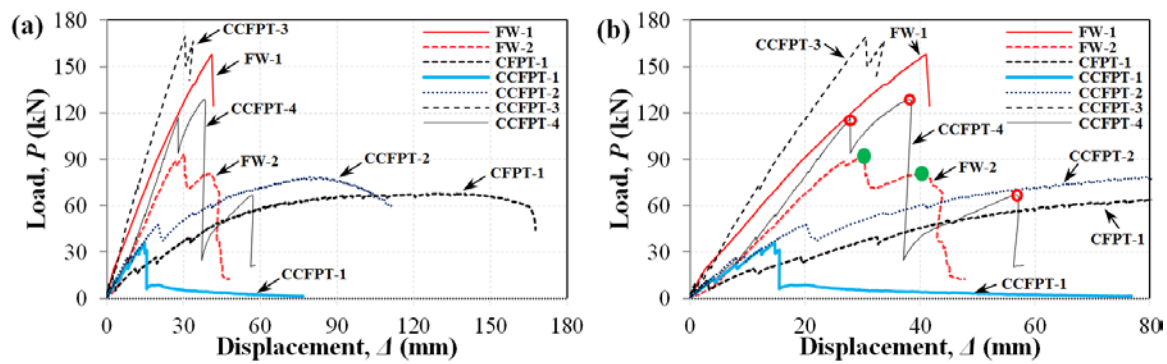 (a)
180
150
120
90
60
30
0
Load, P (kN)
0 30 60 90 120 150 180
Displacement, Δ (mm)
CCFPT-3
FW-1
CCFPT-4
FW-2
CCFPT-2
CFPT-1
CCFPT-1
FW-1
FW-2
CFPT-1
CCFPT-1
CCFPT-2
CCFPT-3
CCFPT-4
(b)
180
150
120
90
60
30
0
Load, P (kN)
0 20 40 60 80
Displacement, Δ (mm)
CCFPT-3
FW-1
CCFPT-4
FW-2
CCFPT-2
CFPT-1
CCFPT-1
FW-1
FW-2
CFPT-1
CCFPT-1
CCFPT-2
CCFPT-3
CCFPT-4